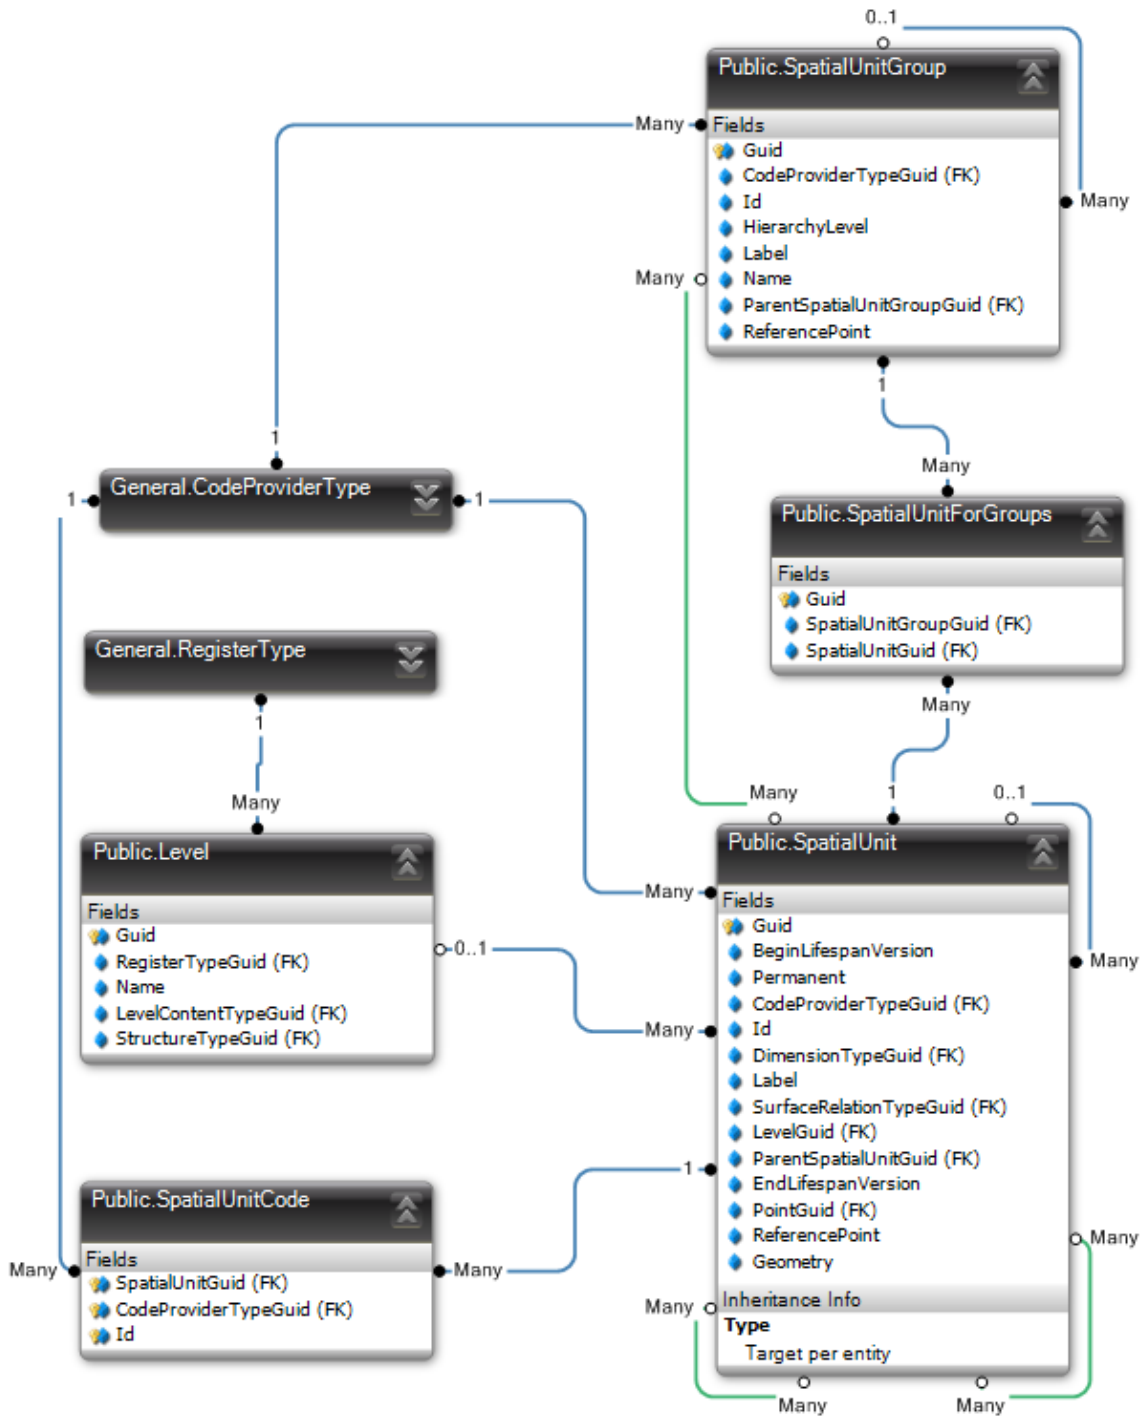 0..1
Public.SpatialUnitGroup
Many
Fields
Guid
CodeProviderTypeGuid (FK)
Id
Many
HierarchyLevel
Label
Many
Name
ParentSpatialUnitGroupGuid (FK)
ReferencePoint
1
1
Many
General.CodeProviderType
1
1
Public.SpatialUnitForGroups
Fields
Guid
SpatialUnitGroupGuid (FK)
SpatialUnitGuid (FK)
General.RegisterType
Many
1
Many
Many
1
0..1
Public.Level
Fields
Guid
RegisterTypeGuid (FK)
Name
LevelContentTypeGuid (FK)
StructureTypeGuid (FK)
0..1
Public.SpatialUnit
Many
Fields
Guid
BeginLifespanVersion
Many
Permanent
CodeProviderTypeGuid (FK)
Many
Id
DimensionTypeGuid (FK)
Label
SurfaceRelationTypeGuid (FK)
LevelGuid (FK)
ParentSpatialUnitGuid (FK)
1
EndLifespanVersion
PointGuid (FK)
ReferencePoint
Many
Geometry
Many
Inheritance Info
Type
Target per entity
Many
Many
Public.SpatialUnitCode
Fields
Many
Many
SpatialUnitGuid (FK)
CodeProviderTypeGuid (FK)
Id